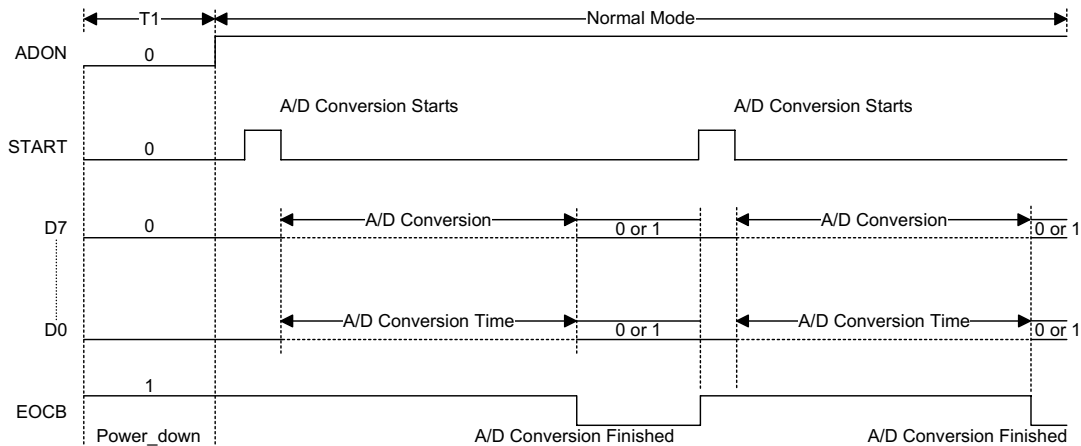 T1 Normal Mode
ADON 0
A/D Conversion Starts A/D Conversion Starts
START 0
D7 0 A/D Conversion 0 or 1 A/D Conversion 0 or 1
D0 A/D Conversion Time 0 or 1 A/D Conversion Time 0 or 1
EOCB 1
Power_down A/D Conversion Finished A/D Conversion Finished